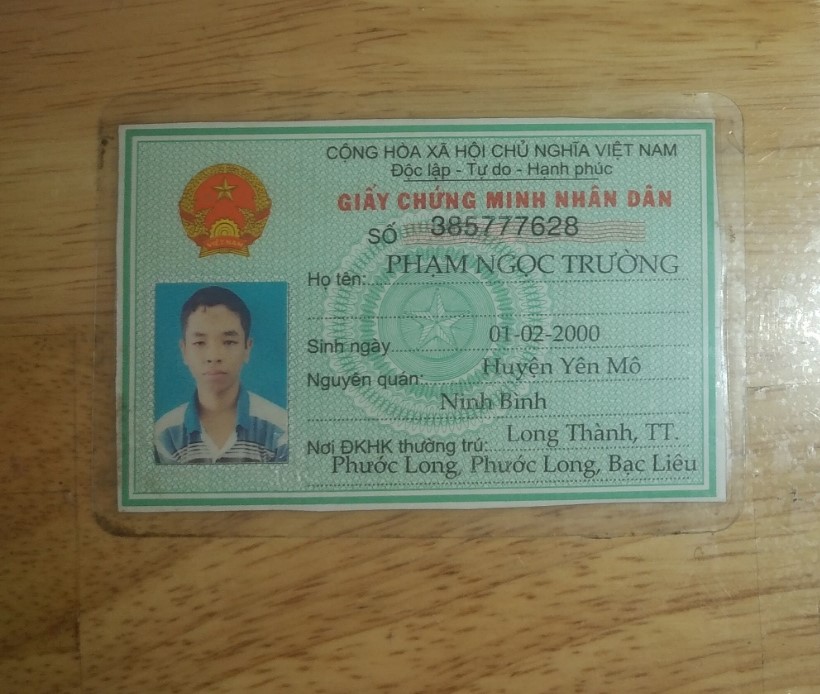 CỘNG HÒA XÃ HỘI CHỦ NGHĨA VIỆT NAM
Độc lập - Tự do - Hạnh phúc
GIẤY CHỨNG MINH NHÂN DÂN
SỐ 385777628
Họ tên: PHẠM NGỌC TRƯỜNG
Sinh ngày 01-02-2000
Nguyên quán: Huyện Yên Mô
Ninh Bình
Nơi ĐKHK thường trú: Long Thành, TT.
Phước Long, Phước Long, Bạc Liêu
VIỆT NAM